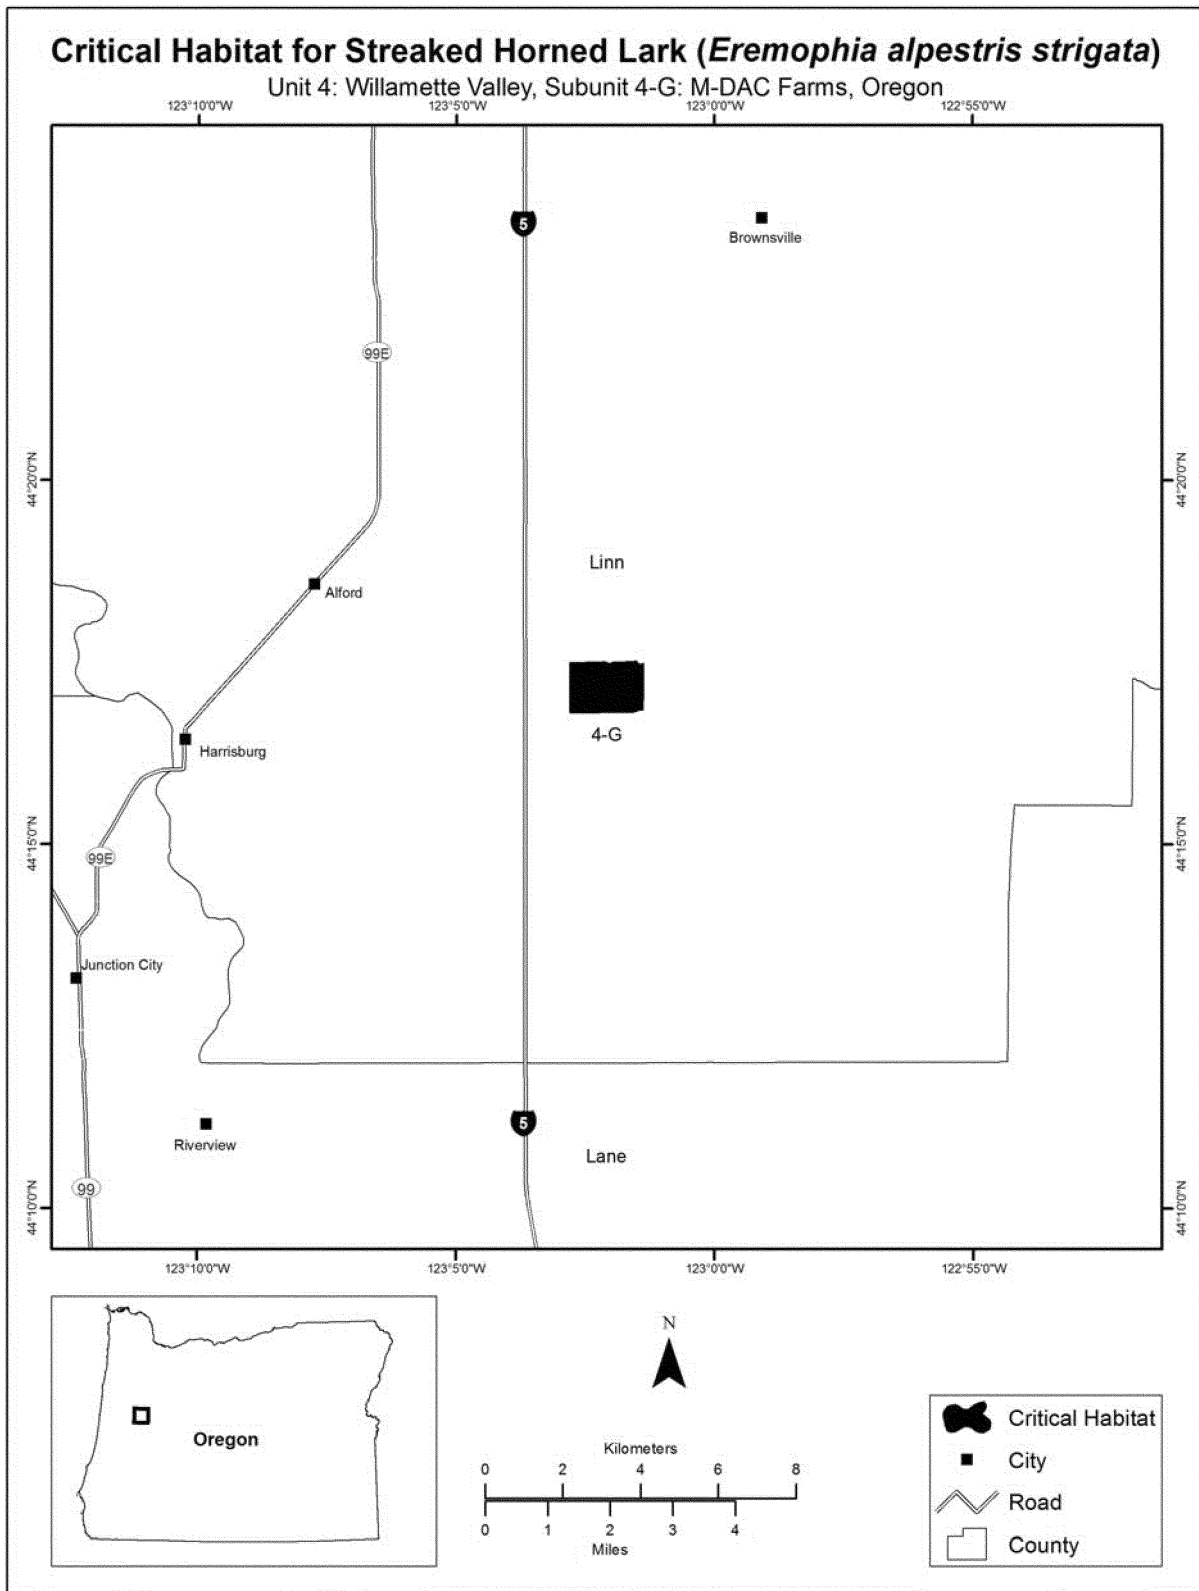 Critical Habitat for Streaked Horned Lark (Eremophia alpestris strigata)
Unit 4: Willamette Valley, Subunit 4-G: M-DAC Farms, Oregon
123°10'0"W 123°5'0"W 123°0'0"W 122°55'0"W
5
Brownsville
99E
44°20'0"N 44°20'0"N
Linn
Alford
4-G
Harrisburg
44°15'0"N 44°15'0"N
99E
Junction City
5
Riverview
Lane
99
44°10'0"N 44°10'0"N
123°10'0"W 123°5'0"W 123°0'0"W 122°55'0"W
Oregon
N
Kilometers
0 2 4 6 8
0 1 2 3 4
Miles
Critical Habitat
City
Road
County